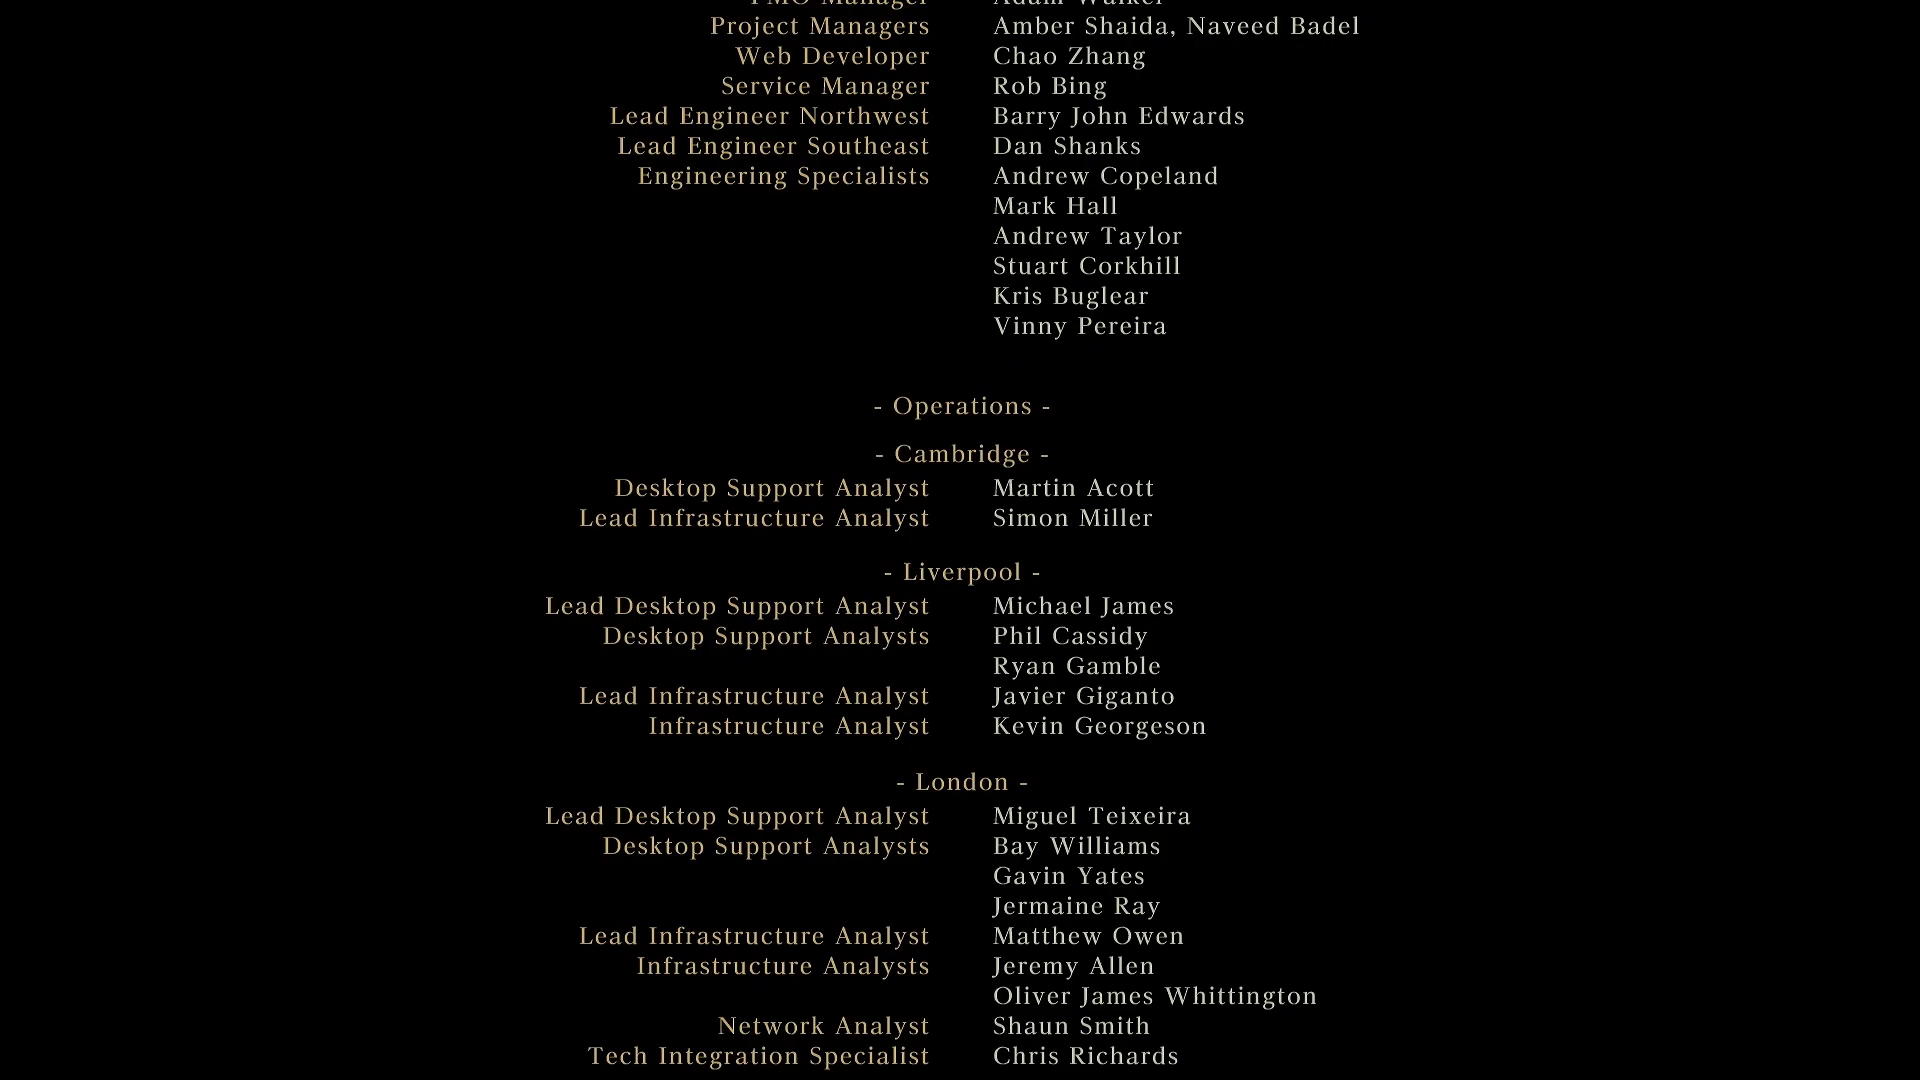 PMO Manager Adam Walker
Project Managers Amber Shaida, Naveed Badel
Web Developer Chao Zhang
Service Manager Rob Bing
Lead Engineer Northwest Barry John Edwards
Lead Engineer Southeast Dan Shanks
Engineering Specialists Andrew Copeland
Mark Hall
Andrew Taylor
Stuart Corkhill
Kris Buglear
Vinny Pereira
- Operations -
- Cambridge -
Desktop Support Analyst Martin Acott
Lead Infrastructure Analyst Simon Miller
- Liverpool -
Lead Desktop Support Analyst Michael James
Desktop Support Analysts Phil Cassidy
Ryan Gamble
Lead Infrastructure Analyst Javier Giganto
Infrastructure Analyst Kevin Georgeson
- London -
Lead Desktop Support Analyst Miguel Teixeira
Desktop Support Analysts Bay Williams
Gavin Yates
Jermaine Ray
Lead Infrastructure Analyst Matthew Owen
Infrastructure Analysts Jeremy Allen
Oliver James Whittington
Network Analyst Shaun Smith
Tech Integration Specialist Chris Richards